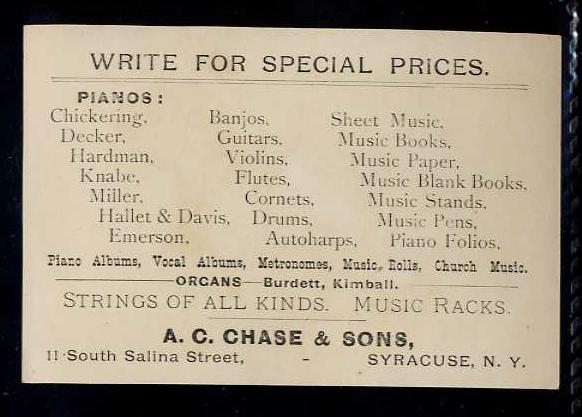 WRITE FOR SPECIAL PRICES.
PIANOS:
Chickering, Banjos, Sheet Music,
Decker, Guitars, Music Books,
Hardman, Violins, Music Paper,
Knabe, Flutes, Music Blank Books,
Miller, Cornets, Music Stands,
Hallet & Davis, Drums, Music Pens,
Emerson, Autoharps, Piano Folios,
Piano Albums, Vocal Albums, Metronomes, Music, Rolls, Church Music.
ORGANS—Burdett, Kimball.
STRINGS OF ALL KINDS. MUSIC RACKS.
A. C. CHASE & SONS,
11 South Salina Street, - SYRACUSE, N. Y.